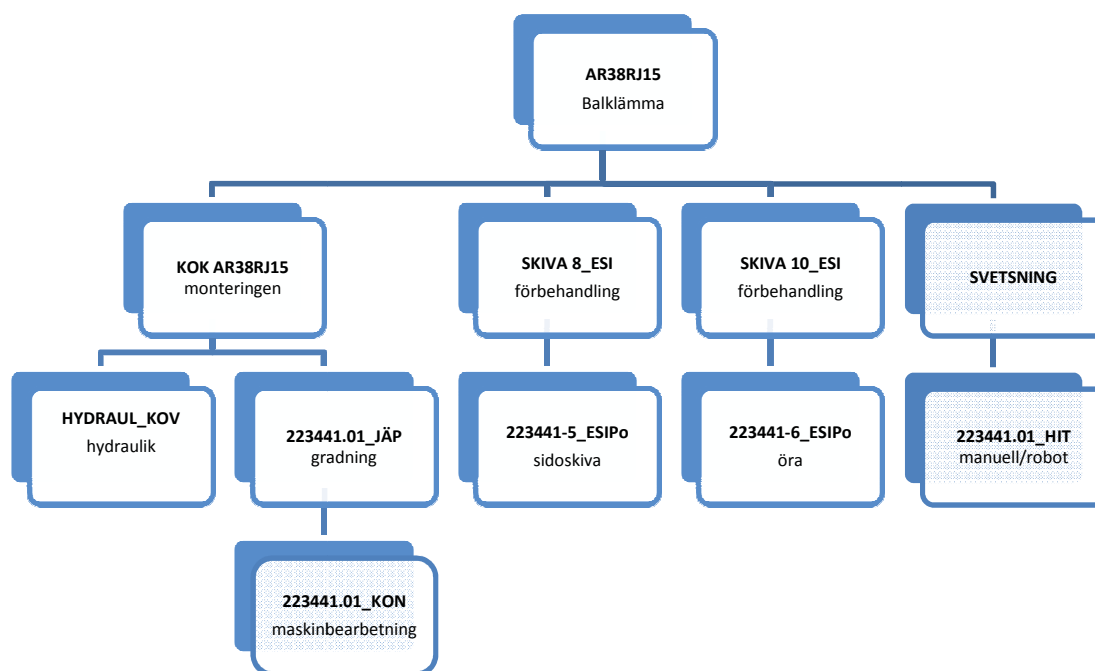 AR38RJ15
Balklämma
KOK AR38RJ15
monteringen
SKIVA 8_ESI
förbehandling
SKIVA 10_ESI
förbehandling
SVETSNING
HYDRAUL_KOV
hydraulik
223441.01_JÄP
gradning
223441-5_ESIPo
sidoskiva
223441-6_ESIPo
öra
223441.01_HIT
manuell/robot
223441.01_KON
maskinbearbetning